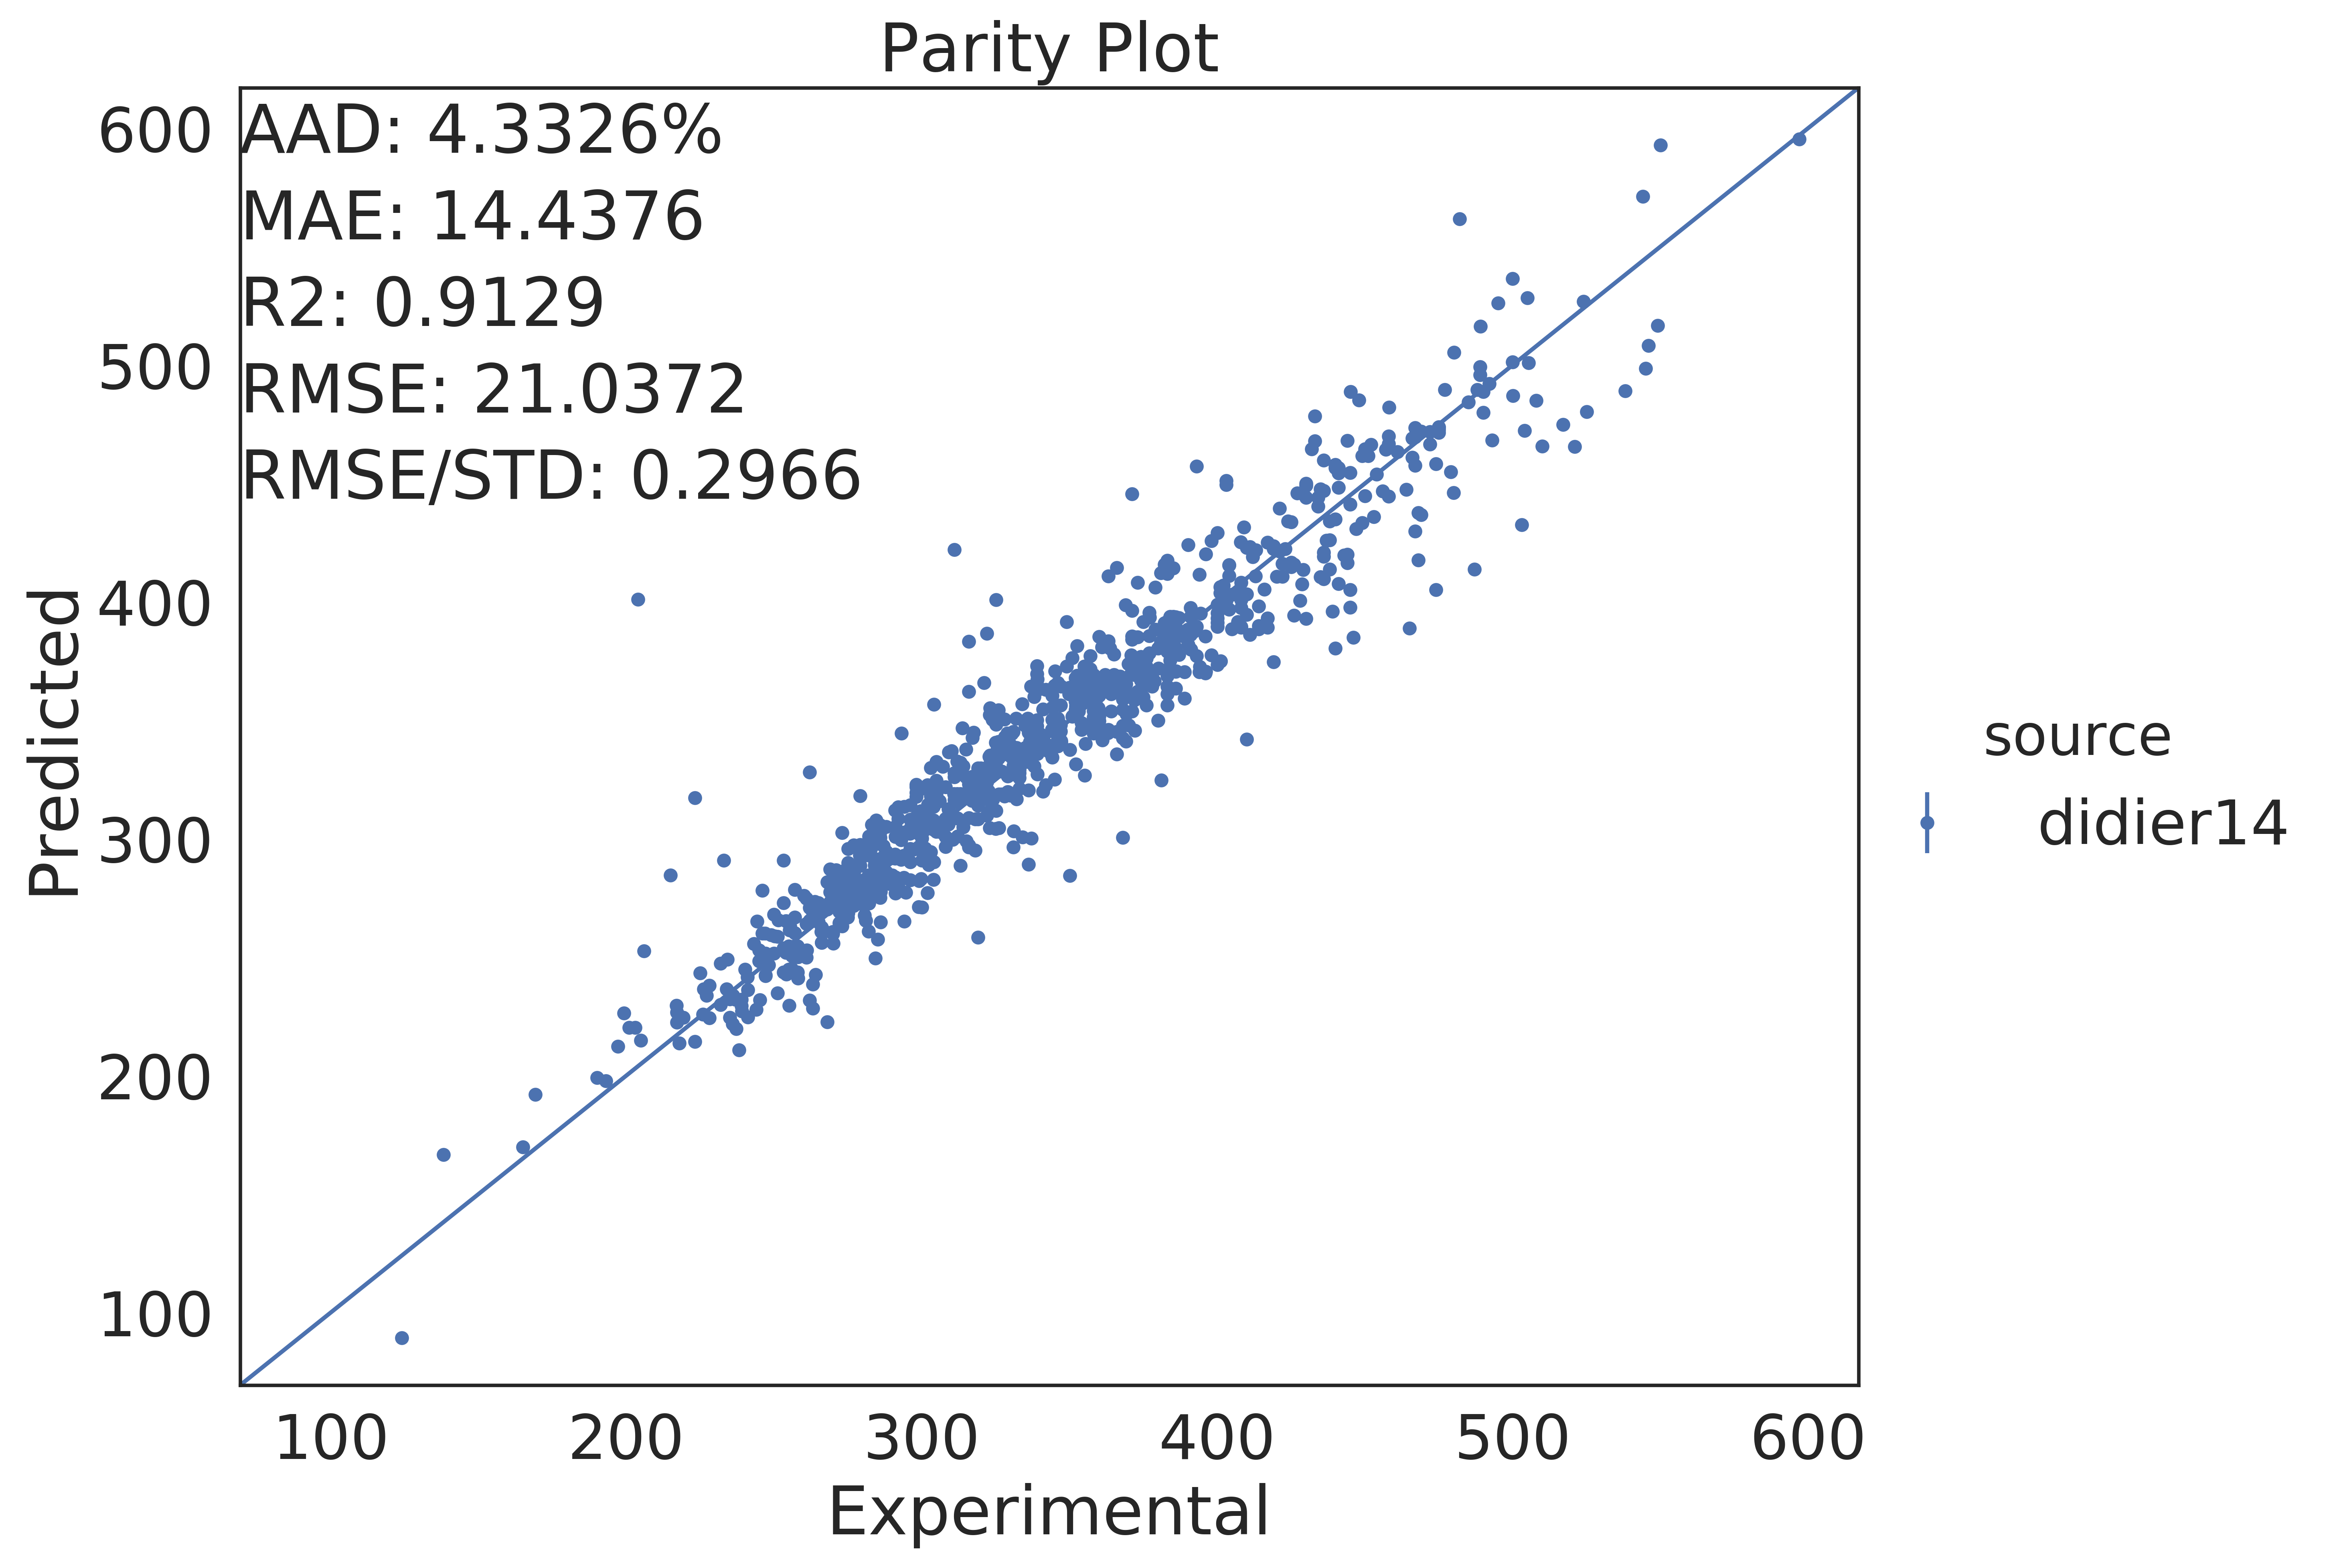 Parity Plot
AAD: 4.3326%
MAE: 14.4376
R2: 0.9129
RMSE: 21.0372
RMSE/STD: 0.2966
600
500
400
300
200
100
Predicted
100 200 300 400 500 600
Experimental
source
didier14